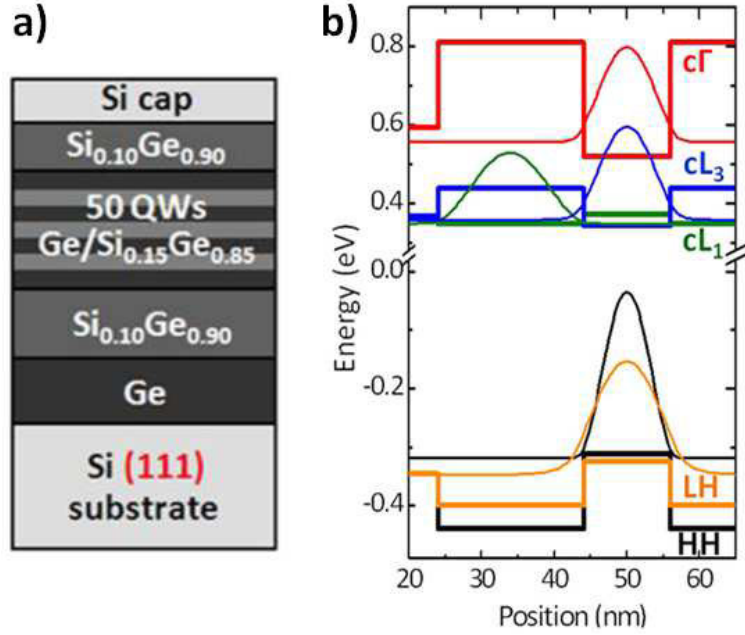 a)
Si cap
Si0.10Ge0.90
50 QWs
Ge/Si0.15Ge0.85
Si0.10Ge0.90
Ge
Si (111)
substrate
b)
0.8
0.6
0.4
0.0
-0.2
-0.4
Energy (eV)
cΓ
cL3
cL1
LH
HH
20 30 40 50 60
Position (nm)